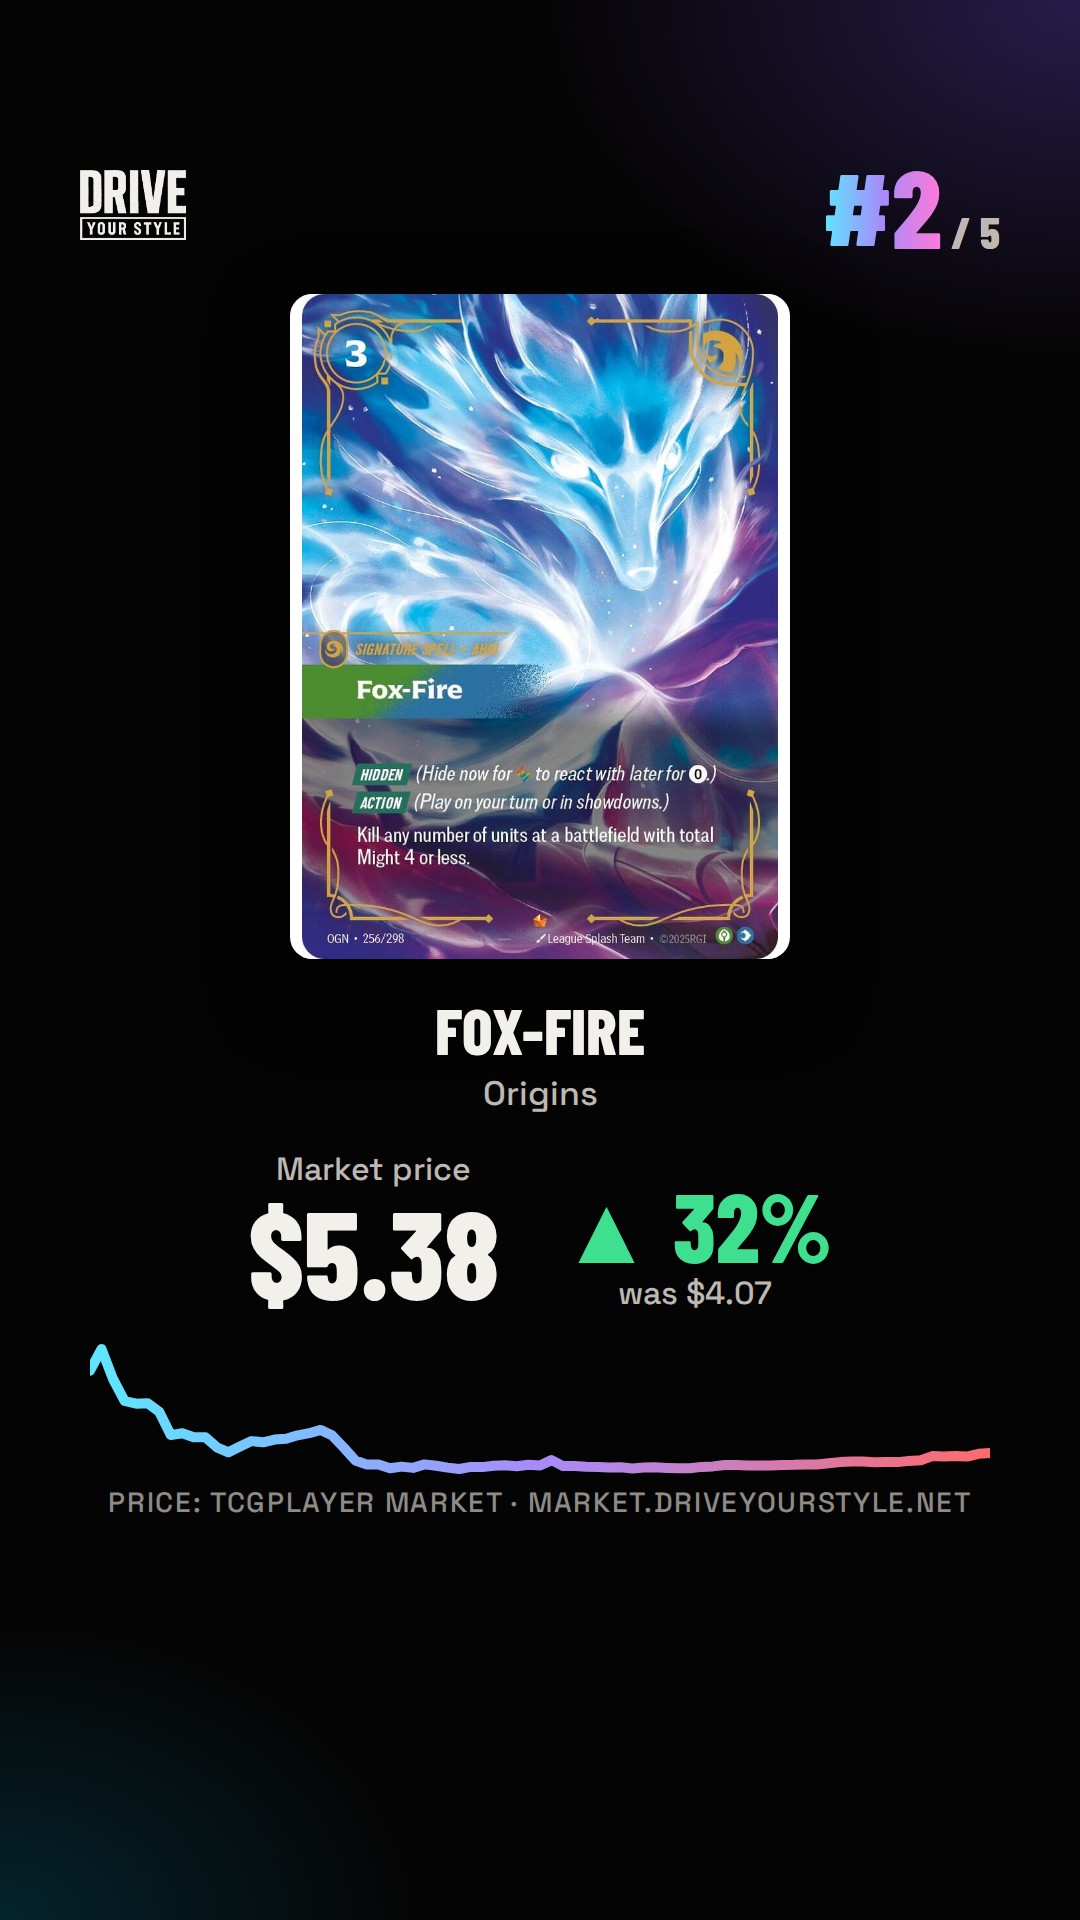 DRIVE
YOUR STYLE
#2 / 5
3
SIGNATURE SPELL • AHRI
Fox-Fire
HIDDEN (Hide now for to react with later for 0.)
ACTION (Play on your turn or in showdowns.)
Kill any number of units at a battlefield with total
Might 4 or less.
OGN • 256/298
League Splash Team • ©2025RGI
FOX-FIRE
Origins
Market price
$5.38
▲ 32%
was $4.07
PRICE: TCGPLAYER MARKET · MARKET.DRIVEYOURSTYLE.NET